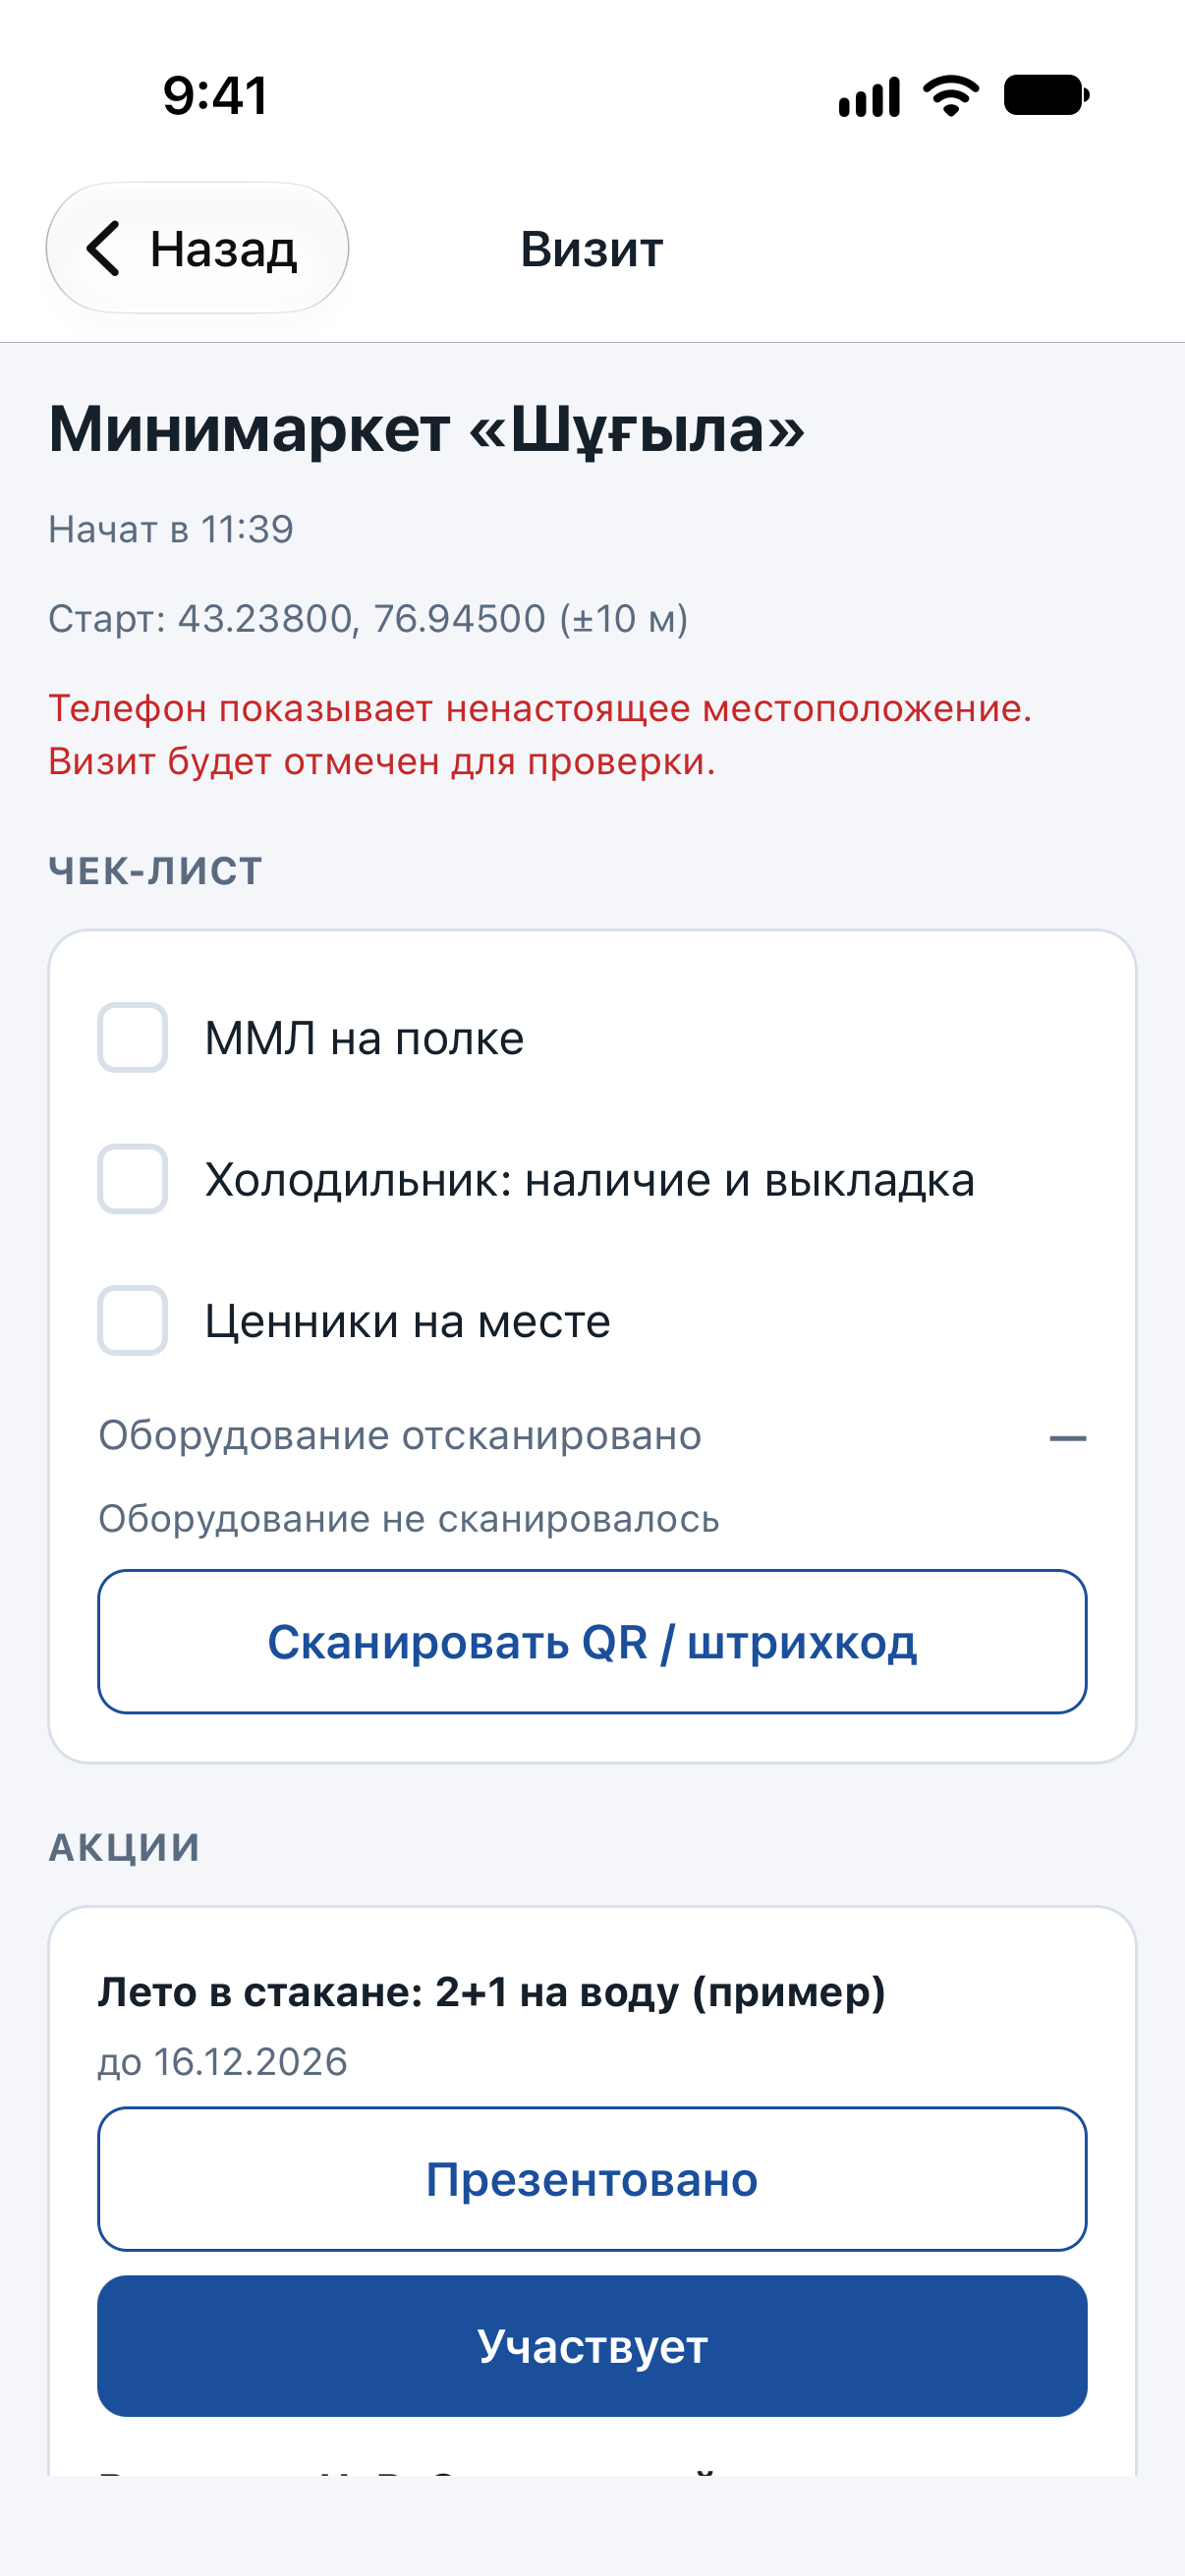 9:41
Назад
Визит
Минимаркет «Шұғыла»
Начат в 11:39
Старт: 43.23800, 76.94500 (±10 м)
Телефон показывает ненастоящее местоположение.
Визит будет отмечен для проверки.
ЧЕК-ЛИСТ
ММЛ на полке
Холодильник: наличие и выкладка
Ценники на месте
Оборудование отсканировано —
Оборудование не сканировалось
Сканировать QR / штрихкод
АКЦИИ
Лето в стакане: 2+1 на воду (пример)
до 16.12.2026
Презентовано
Участвует